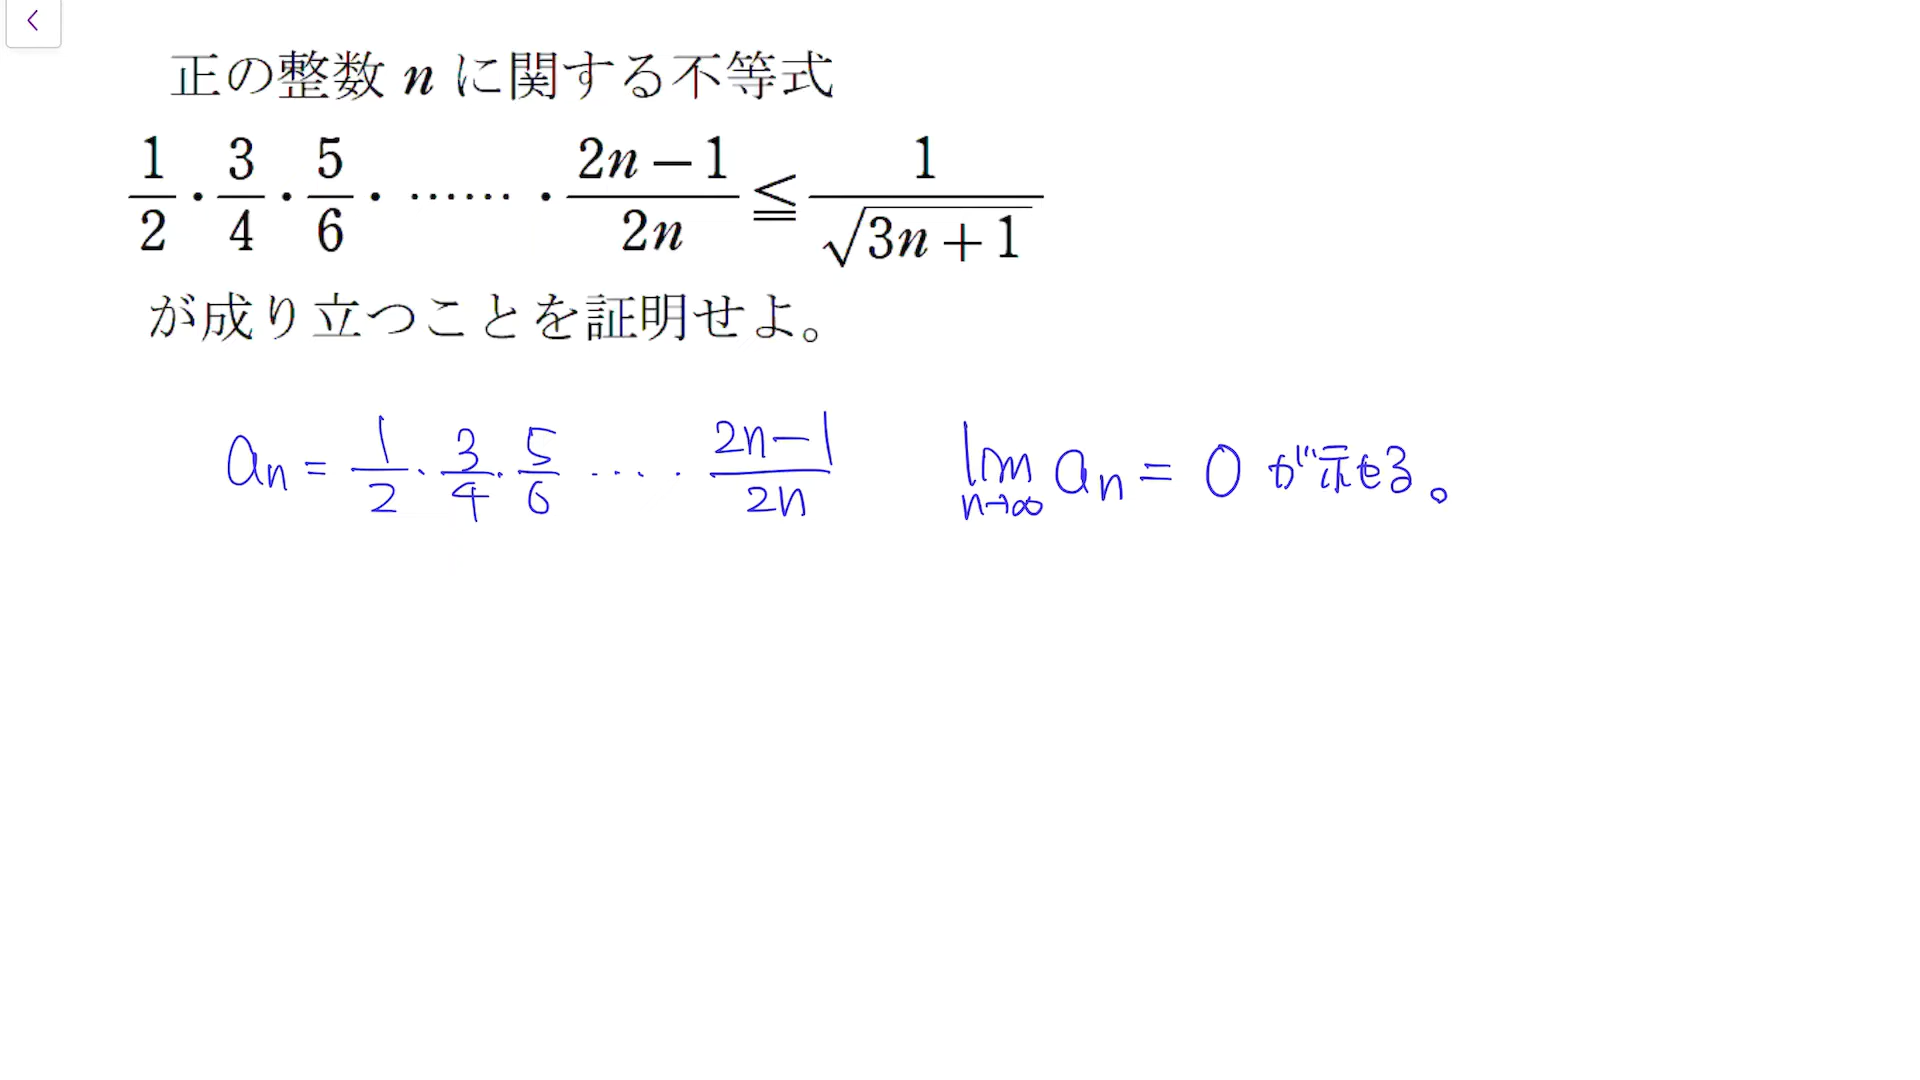 正の整数 n に関する不等式
1/2 · 3/4 · 5/6 · …… · (2n−1)/2n ≦ 1/√(3n+1)
が成り立つことを証明せよ。
aₙ = 1/2 · 3/4 · 5/6 ···· (2n−1)/2n  lim_{n→∞} aₙ = 0 が示せる。